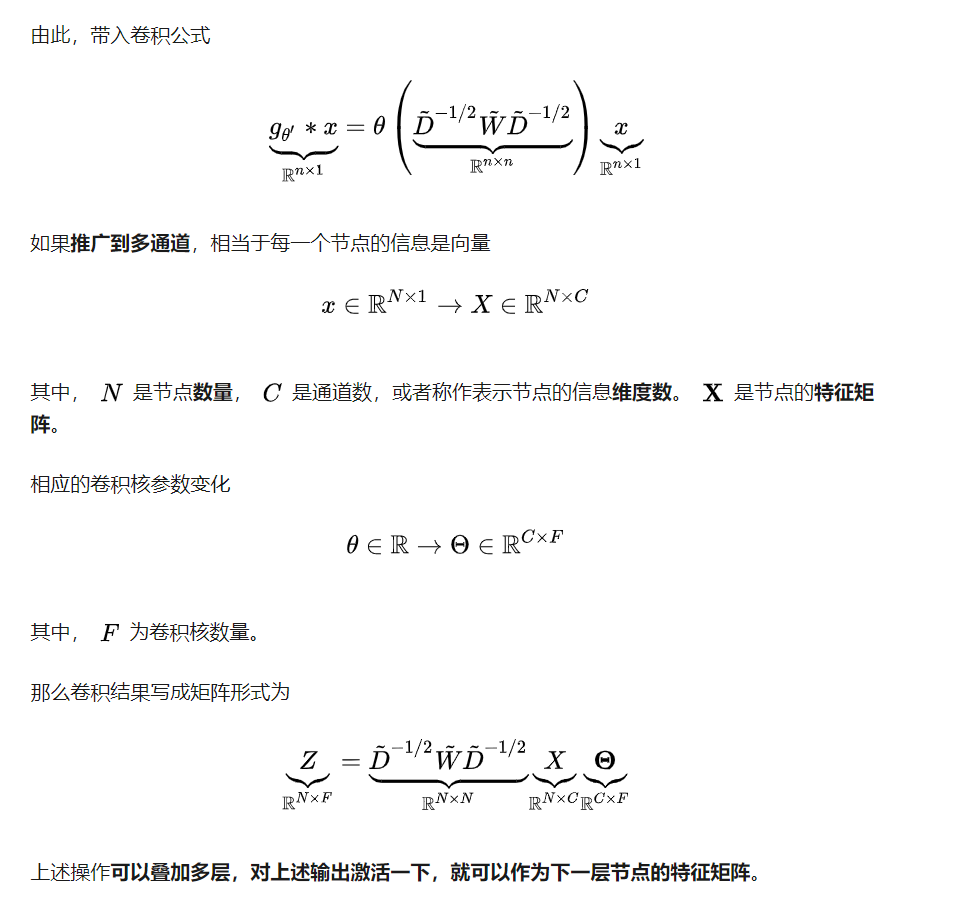 由此，带入卷积公式
$$\underbrace{g_{\theta'} * x}_{\mathbb{R}^{n\times 1}} = \theta \left( \underbrace{\tilde{D}^{-1/2} \tilde{W} \tilde{D}^{-1/2}}_{\mathbb{R}^{n\times n}} \right) \underbrace{x}_{\mathbb{R}^{n\times 1}}$$
如果推广到多通道，相当于每一个节点的信息是向量
$$x \in \mathbb{R}^{N\times 1} \rightarrow X \in \mathbb{R}^{N\times C}$$
其中， $N$ 是节点数量， $C$ 是通道数，或者称作表示节点的信息维度数。 $\mathbf{X}$ 是节点的特征矩
阵。
相应的卷积核参数变化
$$\theta \in \mathbb{R} \rightarrow \Theta \in \mathbb{R}^{C\times F}$$
其中， $F$ 为卷积核数量。
那么卷积结果写成矩阵形式为
$$\underbrace{Z}_{\mathbb{R}^{N\times F}} = \underbrace{\tilde{D}^{-1/2} \tilde{W} \tilde{D}^{-1/2}}_{\mathbb{R}^{N\times N}} \underbrace{X}_{\mathbb{R}^{N\times C}} \underbrace{\Theta}_{\mathbb{R}^{C\times F}}$$
上述操作可以叠加多层，对上述输出激活一下，就可以作为下一层节点的特征矩阵。